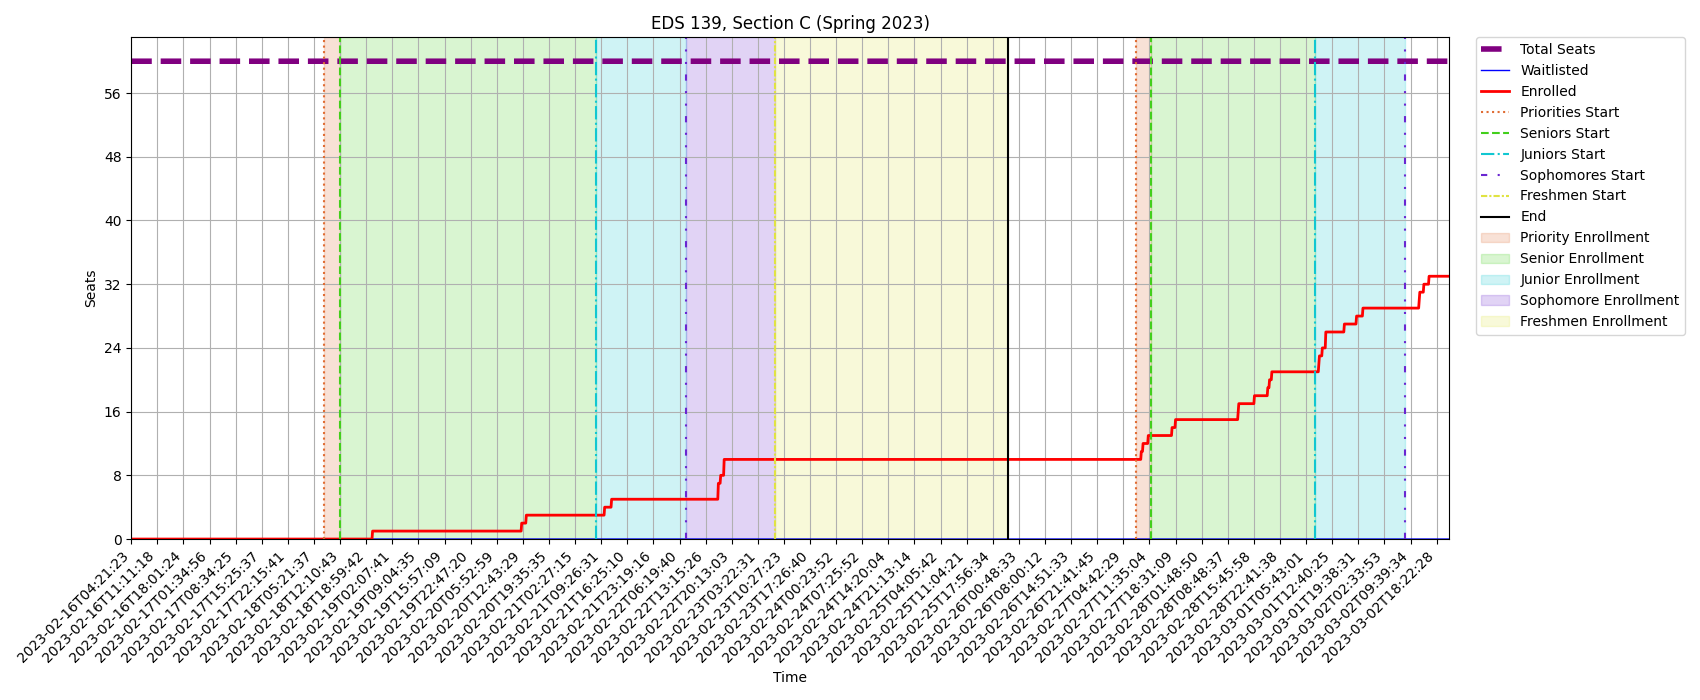 EDS 139, Section C (Spring 2023)
Total Seats
Waitlisted
Enrolled
Priorities Start
Seniors Start
Juniors Start
Sophomores Start
Freshmen Start
End
Priority Enrollment
Senior Enrollment
Junior Enrollment
Sophomore Enrollment
Freshmen Enrollment
Seats
56
48
40
32
24
16
8
0
2023-02-16T04:21:23
2023-02-16T11:11:18
2023-02-16T18:01:24
2023-02-17T01:34:56
2023-02-17T08:34:25
2023-02-17T15:25:37
2023-02-17T22:15:41
2023-02-18T05:21:37
2023-02-18T12:10:43
2023-02-18T18:59:42
2023-02-19T02:07:41
2023-02-19T09:04:35
2023-02-19T15:57:09
2023-02-19T22:47:20
2023-02-20T05:52:59
2023-02-20T12:43:29
2023-02-20T19:35:35
2023-02-21T02:27:15
2023-02-21T09:26:31
2023-02-21T16:25:10
2023-02-21T23:19:16
2023-02-22T06:19:40
2023-02-22T13:15:26
2023-02-22T20:13:03
2023-02-23T03:22:31
2023-02-23T10:27:23
2023-02-23T17:26:40
2023-02-24T00:23:52
2023-02-24T07:25:52
2023-02-24T14:20:04
2023-02-24T21:13:14
2023-02-25T04:05:42
2023-02-25T11:04:21
2023-02-25T17:56:34
2023-02-26T00:48:33
2023-02-26T08:00:12
2023-02-26T14:51:33
2023-02-26T21:41:45
2023-02-27T04:42:29
2023-02-27T11:35:04
2023-02-27T18:31:09
2023-02-28T01:48:50
2023-02-28T08:48:37
2023-02-28T15:45:58
2023-02-28T22:41:38
2023-03-01T05:43:01
2023-03-01T12:40:25
2023-03-01T19:38:31
2023-03-02T02:33:53
2023-03-02T09:39:34
2023-03-02T18:22:28
Time